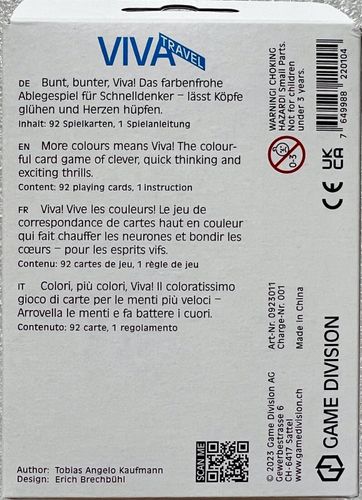 VIVA
TRAVEL
DE Bunt, bunter, Viva! Das farbenfrohe
Ablegespiel für Schnelldenker – lässt Köpfe
glühen und Herzen hüpfen.
Inhalt: 92 Spielkarten, 1 Spielanleitung
EN More colours means Viva! The colour-
ful card game of clever, quick thinking and
exciting thrills.
Content: 92 playing cards, 1 instruction
FR Viva! Vive les couleurs! Le jeu de
correspondance de cartes haut en couleur
qui fait chauffer les neurones et bondir les
cœurs – pour les esprits vifs.
Contenu: 92 cartes de jeu, 1 règle de jeu
IT Colori, più colori, Viva! Il coloratissimo
gioco di carte per le menti più veloci –
Arrovella le menti e fa battere i cuori.
Contenuto: 92 carte, 1 regolamento
Author: Tobias Angelo Kaufmann
Design: Erich Brechbühl
SCAN ME
WARNING! CHOKING
HAZARD! Small Parts.
Not for children
under 3 years.
0-3
7 649988 220104
CE
UK
CA
Art-Nr. 0923011
Charge-Nr. 001
Made in China
© 2023 Game Division AG
Gewerbestrasse 6
CH-6417 Sattel
www.gamedivision.ch
GAME DIVISION